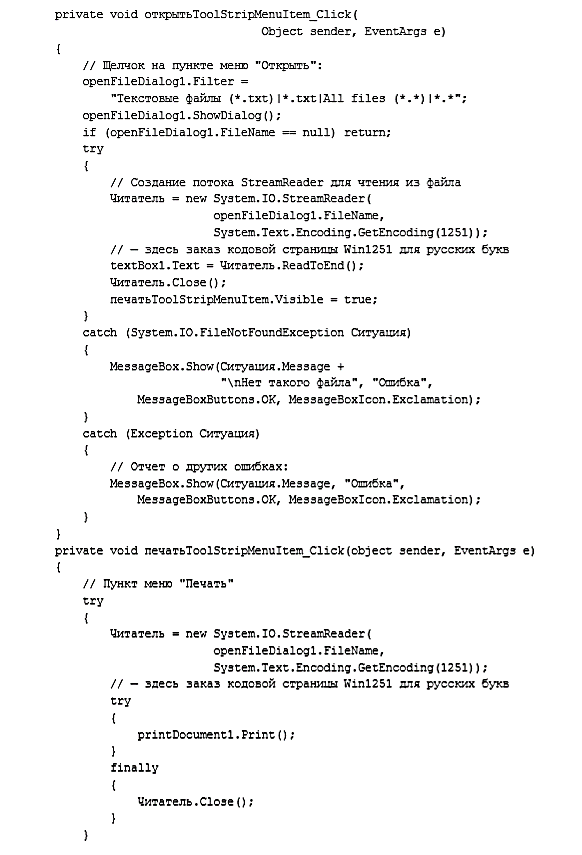 private void открытьToolStripMenuItem_Click(
                              Object sender, EventArgs e)
{
    // Щелчок на пункте меню "Открыть":
    openFileDialog1.Filter =
        "Текстовые файлы (*.txt)|*.txt|All files (*.*)|*.*";
    openFileDialog1.ShowDialog();
    if (openFileDialog1.FileName == null) return;
    try
    {
        // Создание потока StreamReader для чтения из файла
        Читатель = new System.IO.StreamReader(
                       openFileDialog1.FileName,
                       System.Text.Encoding.GetEncoding(1251));
        // — здесь заказ кодовой страницы Win1251 для русских букв
        textBox1.Text = Читатель.ReadToEnd();
        Читатель.Close();
        печатьToolStripMenuItem.Visible = true;
    }
    catch (System.IO.FileNotFoundException Ситуация)
    {
        MessageBox.Show(Ситуация.Message +
                        "\nНет такого файла", "Ошибка",
            MessageBoxButtons.OK, MessageBoxIcon.Exclamation);
    }
    catch (Exception Ситуация)
    {
        // Отчет о других ошибках:
        MessageBox.Show(Ситуация.Message, "Ошибка",
            MessageBoxButtons.OK, MessageBoxIcon.Exclamation);
    }
}
private void печатьToolStripMenuItem_Click(object sender, EventArgs e)
{
    // Пункт меню "Печать"
    try
    {
        Читатель = new System.IO.StreamReader(
                       openFileDialog1.FileName,
                       System.Text.Encoding.GetEncoding(1251));
        // — здесь заказ кодовой страницы Win1251 для русских букв
        try
        {
            printDocument1.Print();
        }
        finally
        {
            Читатель.Close();
        }
    }